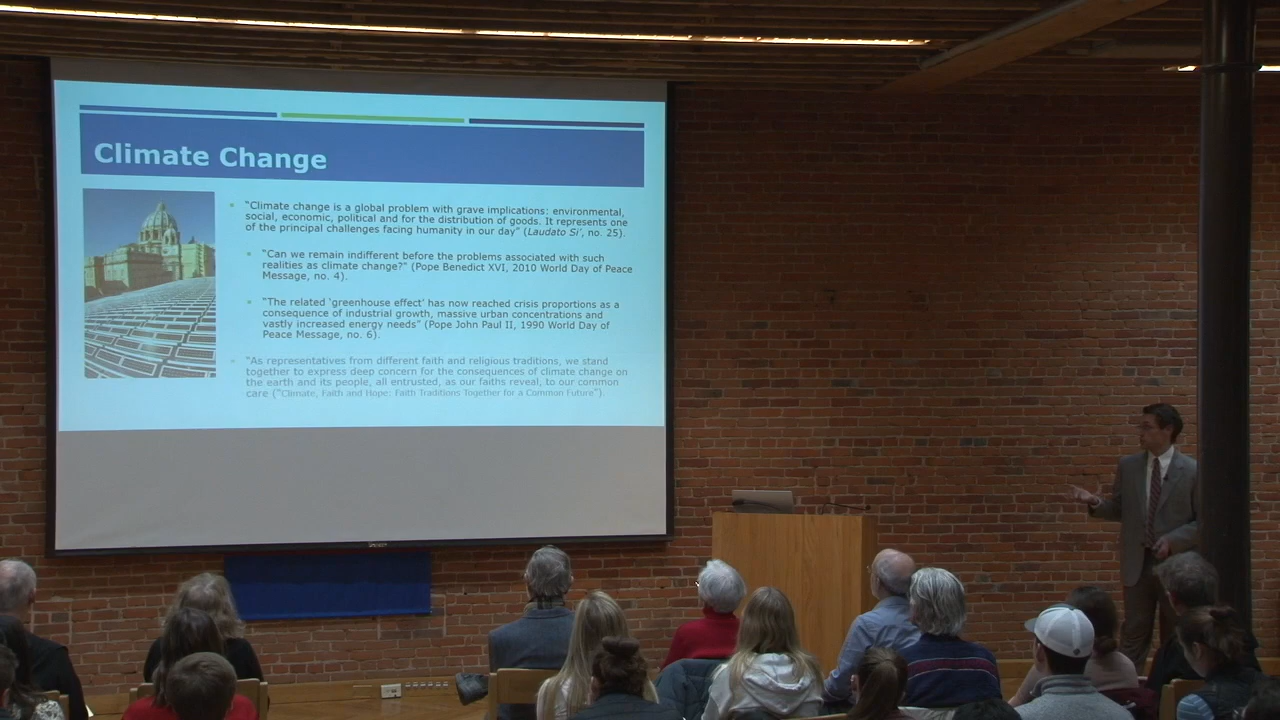 Climate Change
"Climate change is a global problem with grave implications: environmental,
social, economic, political and for the distribution of goods. It represents one
of the principal challenges facing humanity in our day" (Laudato Si', no. 25).
"Can we remain indifferent before the problems associated with such
realities as climate change?" (Pope Benedict XVI, 2010 World Day of Peace
Message, no. 4).
"The related 'greenhouse effect' has now reached crisis proportions as a
consequence of industrial growth, massive urban concentrations and
vastly increased energy needs" (Pope John Paul II, 1990 World Day of
Peace Message, no. 6).
"As representatives from different faith and religious traditions, we stand
together to express deep concern for the consequences of climate change on
the earth and its people, all entrusted, as our faiths reveal, to our common
care ("Climate, Faith and Hope: Faith Traditions Together for a Common Future").